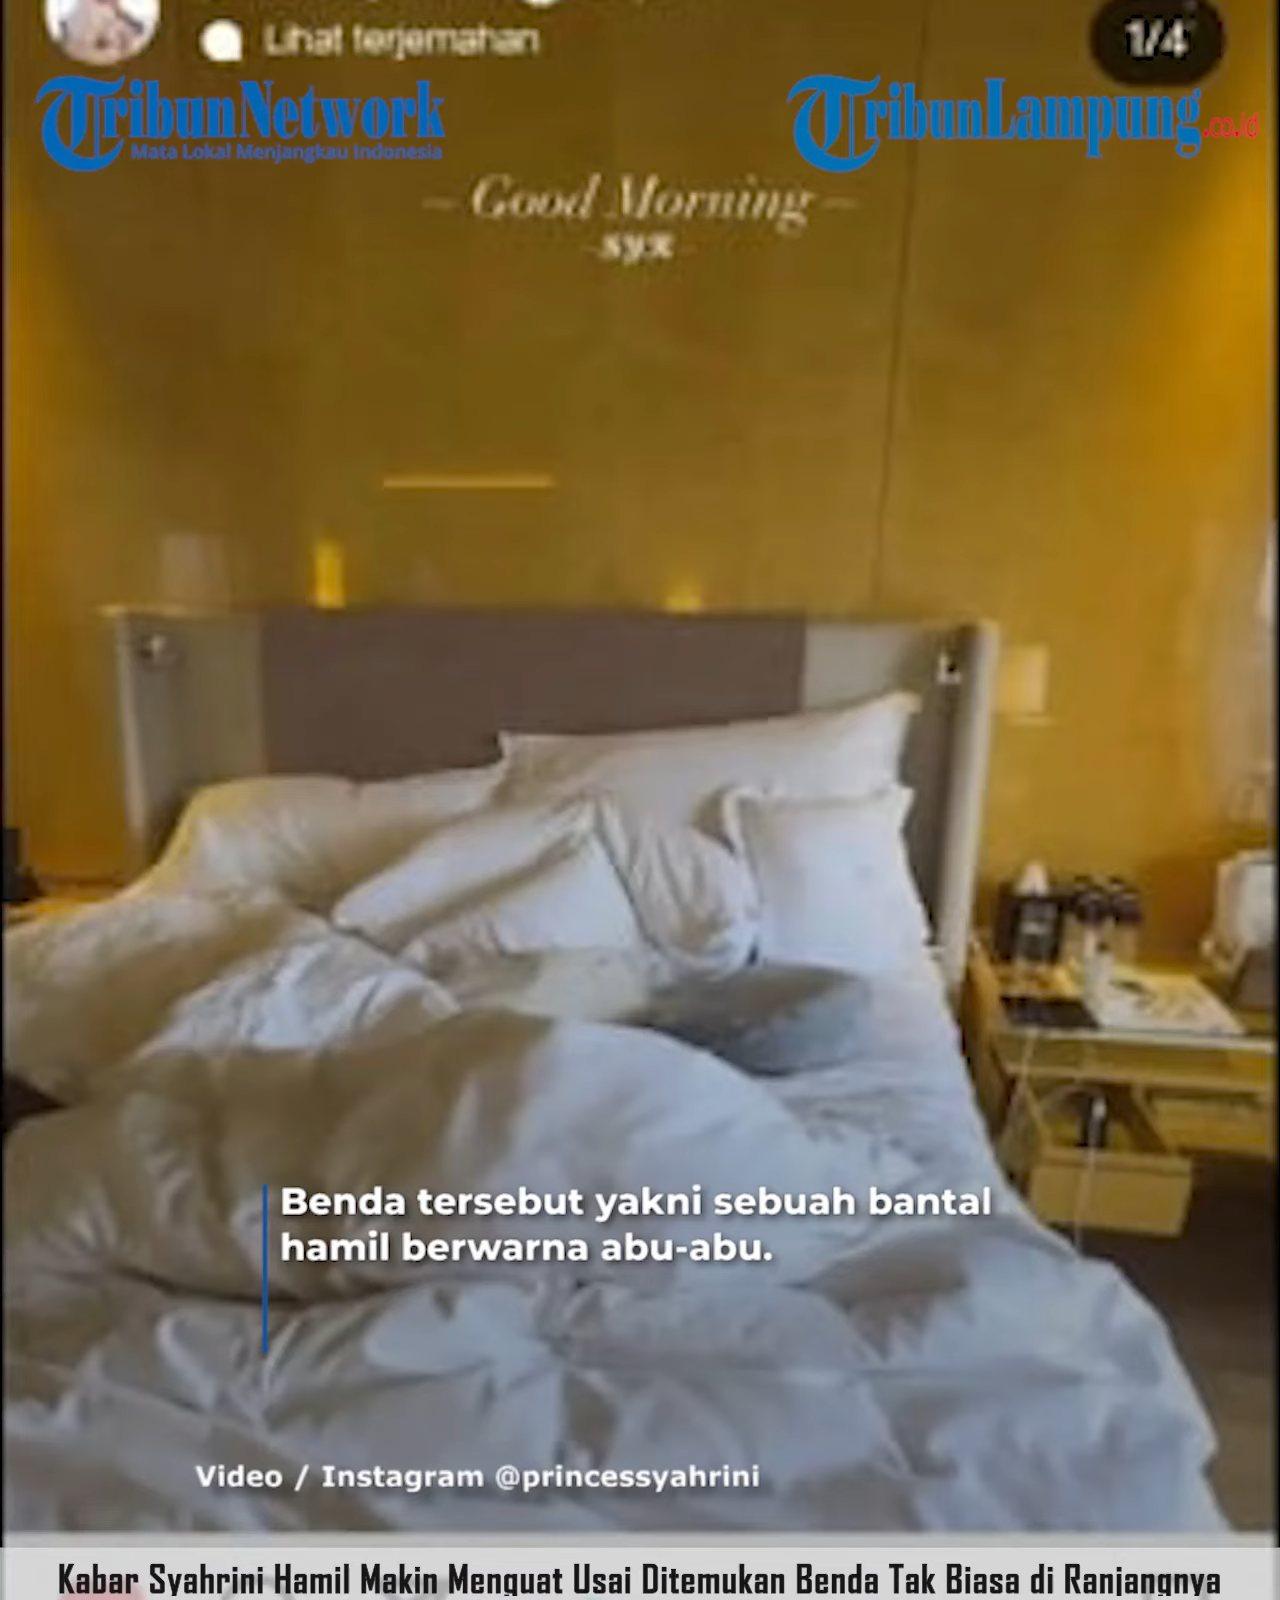 Lihat terjemahan
1/4
TribunNetwork
Mata Lokal Menjangkau Indonesia
TribunLampung.co.id
– Good Morning –
syx
Benda tersebut yakni sebuah bantal
hamil berwarna abu-abu.
Video / Instagram @princessyahrini
Kabar Syahrini Hamil Makin Menguat Usai Ditemukan Benda Tak Biasa di Ranjangnya